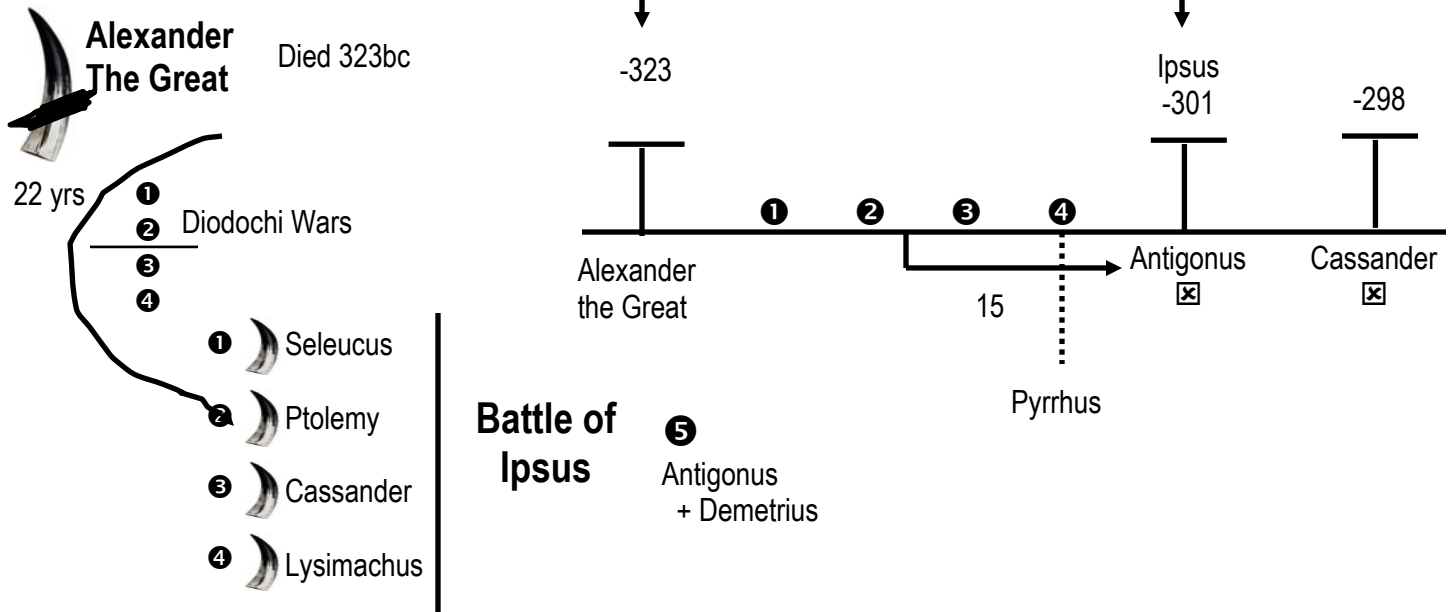 Alexander
The Great
Died 323bc
22 yrs
❶
❷
Diodochi Wars
❸
❹
❶ Seleucus
❷ Ptolemy
❸ Cassander
❹ Lysimachus
Battle of
Ipsus
❺
Antigonus
+ Demetrius
-323
Ipsus
-301
-298
❶ ❷ ❸ ❹
Alexander
the Great
15
Pyrrhus
Antigonus
Cassander